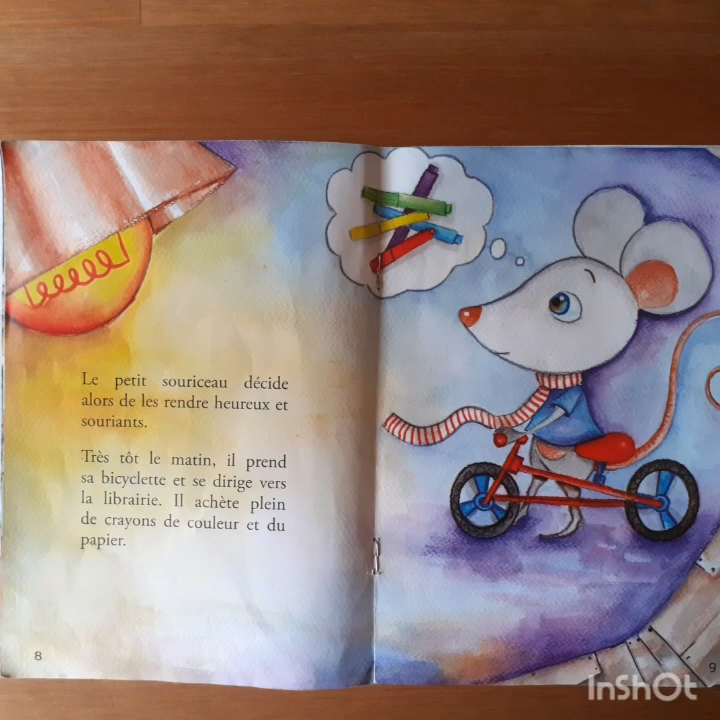 Le petit souriceau décide
alors de les rendre heureux et
souriants.
Très tôt le matin, il prend
sa bicyclette et se dirige vers
la librairie. Il achète plein
de crayons de couleur et du
papier.
8
9
InShOt